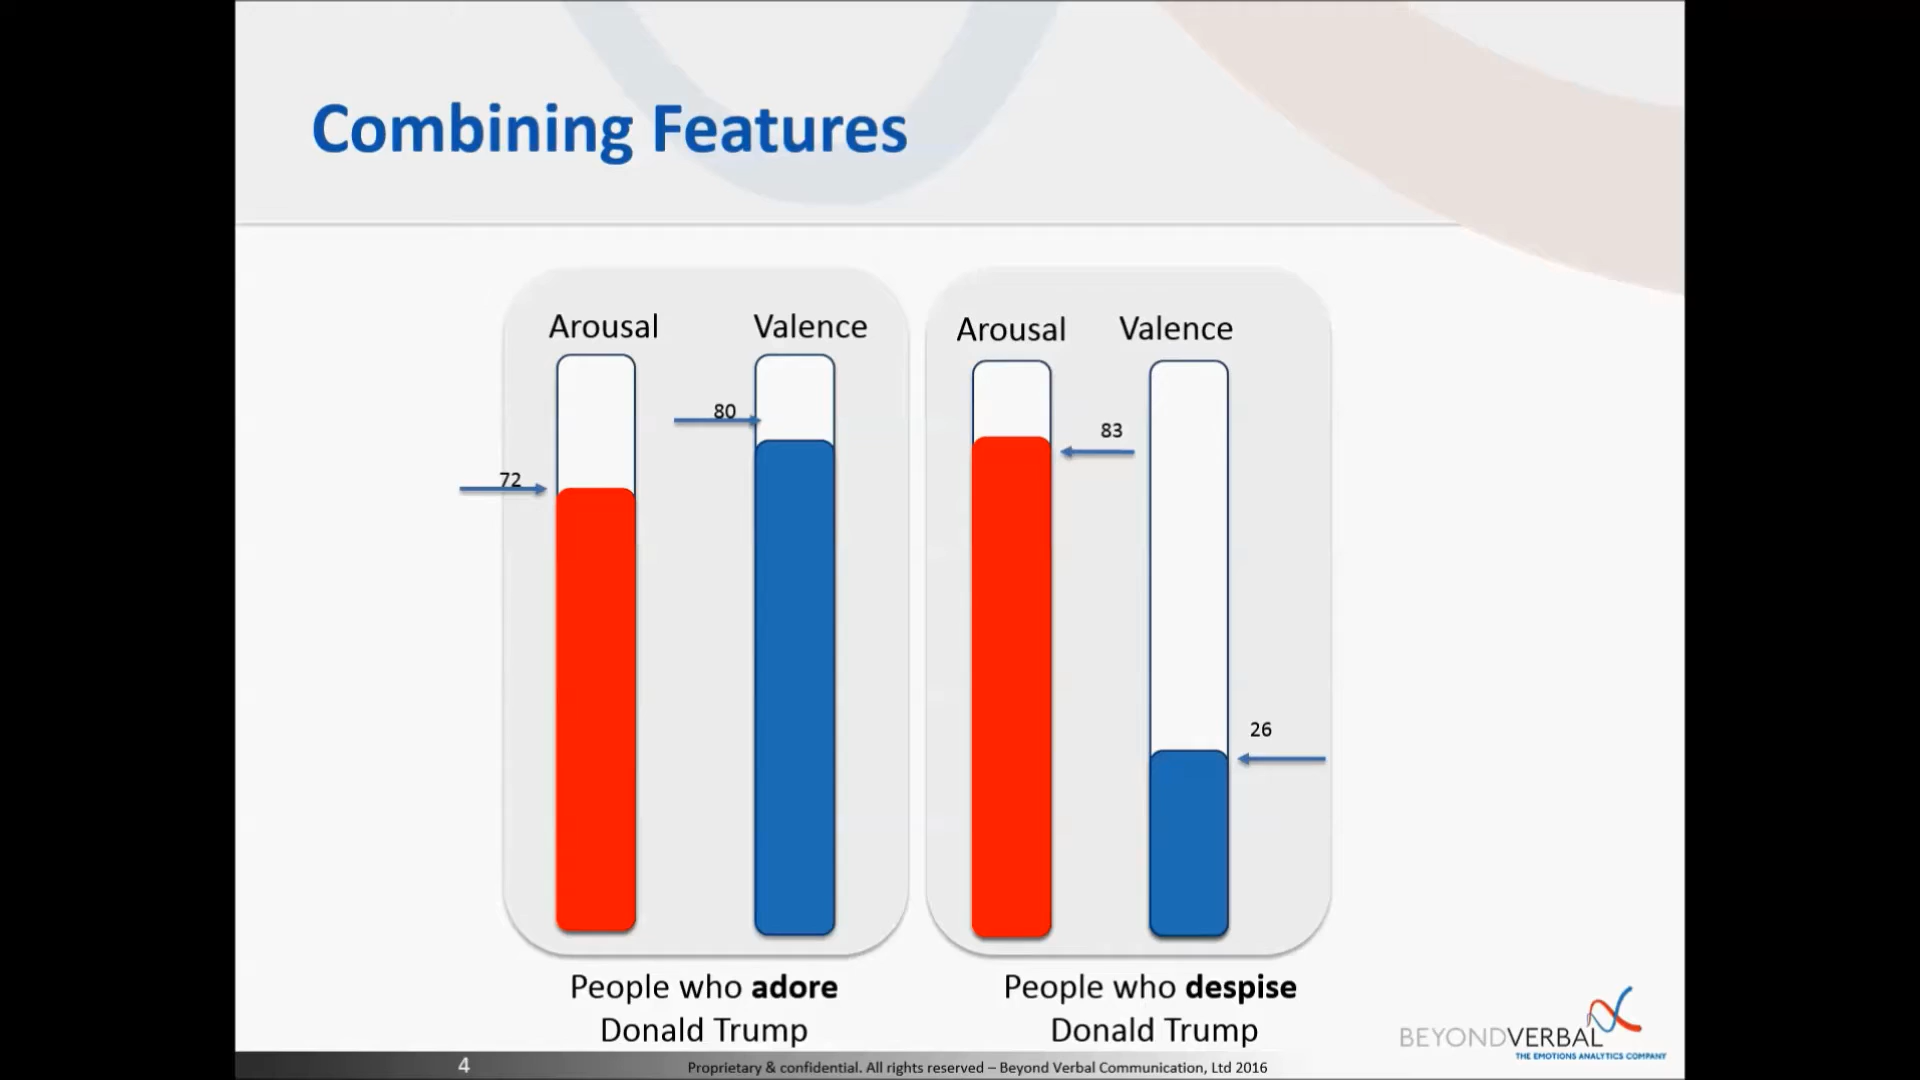 Combining Features
Arousal
Valence
72
80
People who adore
Donald Trump
Arousal
Valence
83
26
People who despise
Donald Trump
BEYONDVERBAL
THE EMOTIONS ANALYTICS COMPANY
4
Proprietary & confidential. All rights reserved – Beyond Verbal Communication, Ltd 2016